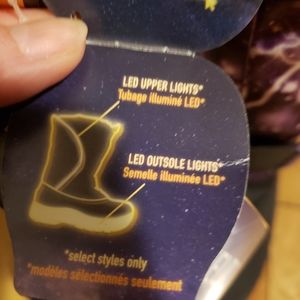 LED UPPER LIGHTS*
Tubage illuminé LED*
LED OUTSOLE LIGHTS*
Semelle illuminée LED*
*select styles only
*modèles sélectionnés seulement